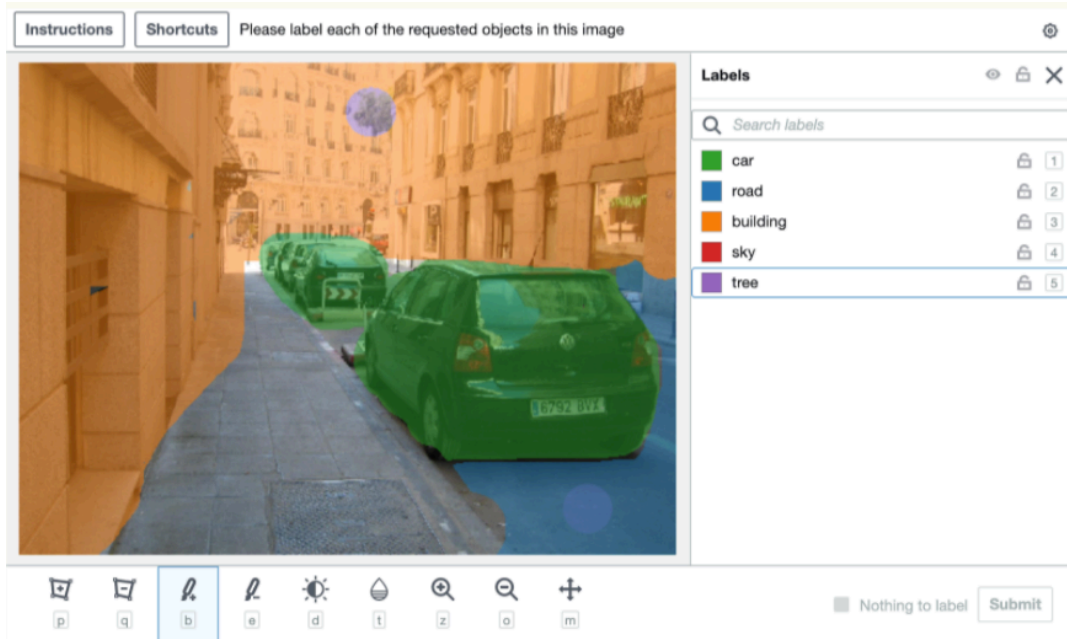 Instructions
Shortcuts
Please label each of the requested objects in this image
Labels
Search labels
car 1
road 2
building 3
sky 4
tree 5
6792 BVX
p q b e d t z o m
Nothing to label
Submit